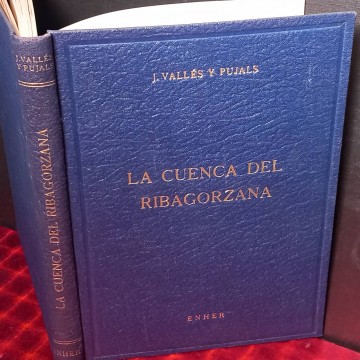 J. VALLÉS Y PUJALS
LA CUENCA DEL
RIBAGORZANA
ENHER
J. VALLÉS
Y PUJALS
LA CUENCA DEL RIBAGORZANA
ENHER